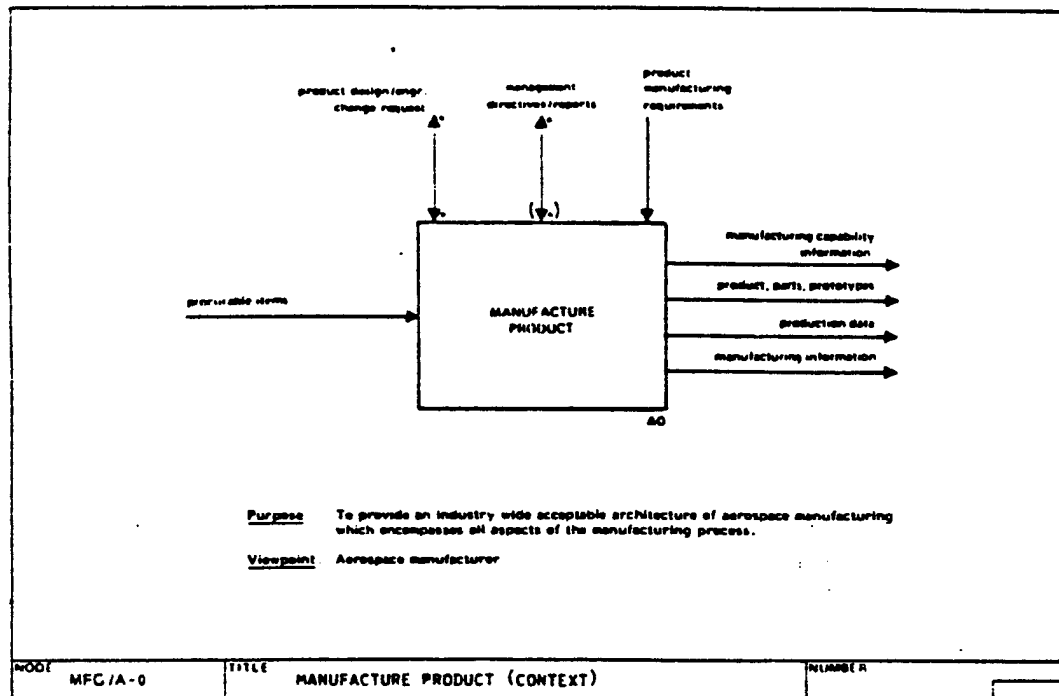 product design/engr.
change request
management
directives/reports
product
manufacturing
requirements
(
)
manufacturing capability
information
product, parts, prototypes
procurable items
MANUFACTURE
PRODUCT
production data
manufacturing information
A0
Purpose To provide an industry wide acceptable architecture of aerospace manufacturing
which encompasses all aspects of the manufacturing process.
Viewpoint Aerospace manufacturer
NODE TITLE NUMBER
MFG/A-0 MANUFACTURE PRODUCT (CONTEXT)